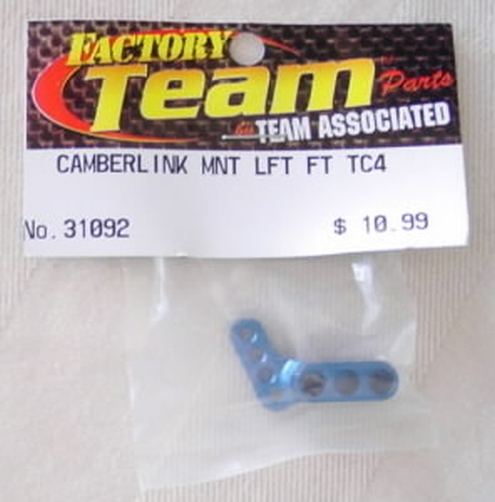 FACTORY
Team
Parts
by TEAM ASSOCIATED
CAMBERLINK MNT LFT FT TC4
No. 31092 $ 10.99